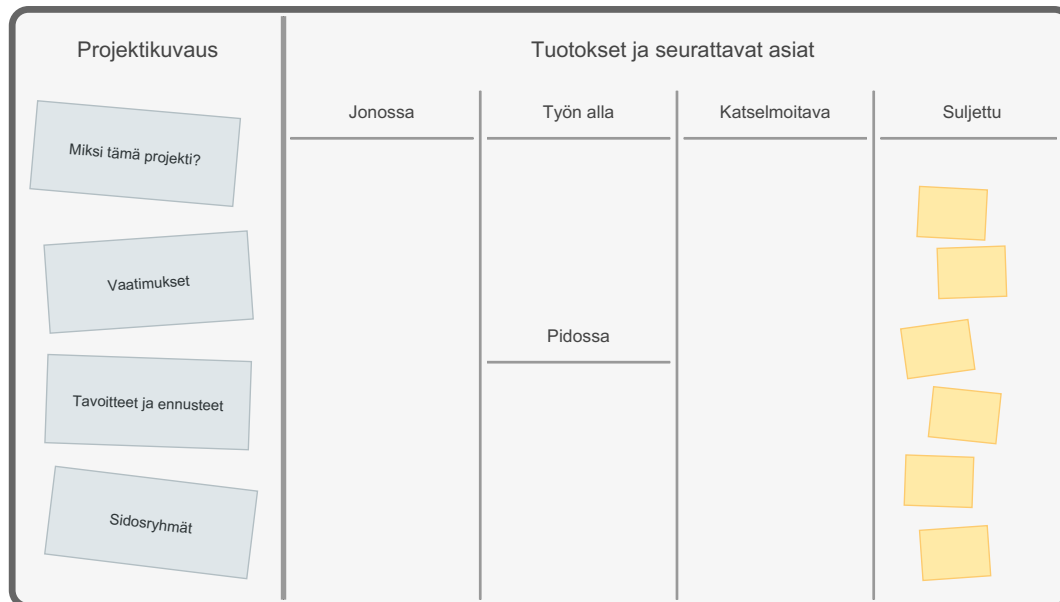 Projektikuvaus
Miksi tämä projekti?
Vaatimukset
Tavoitteet ja ennusteet
Sidosryhmät
Tuotokset ja seurattavat asiat
Jonossa
Työn alla
Pidossa
Katselmoitava
Suljettu